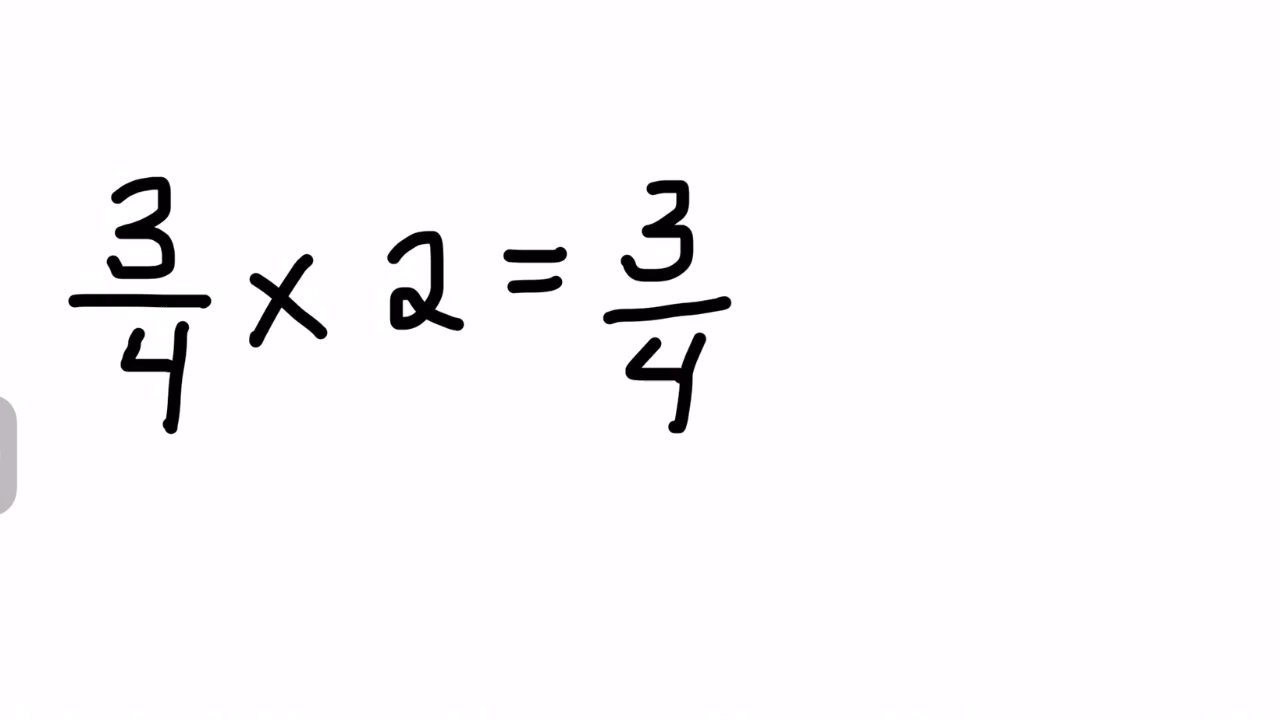 3/4 x 2 = 3/4